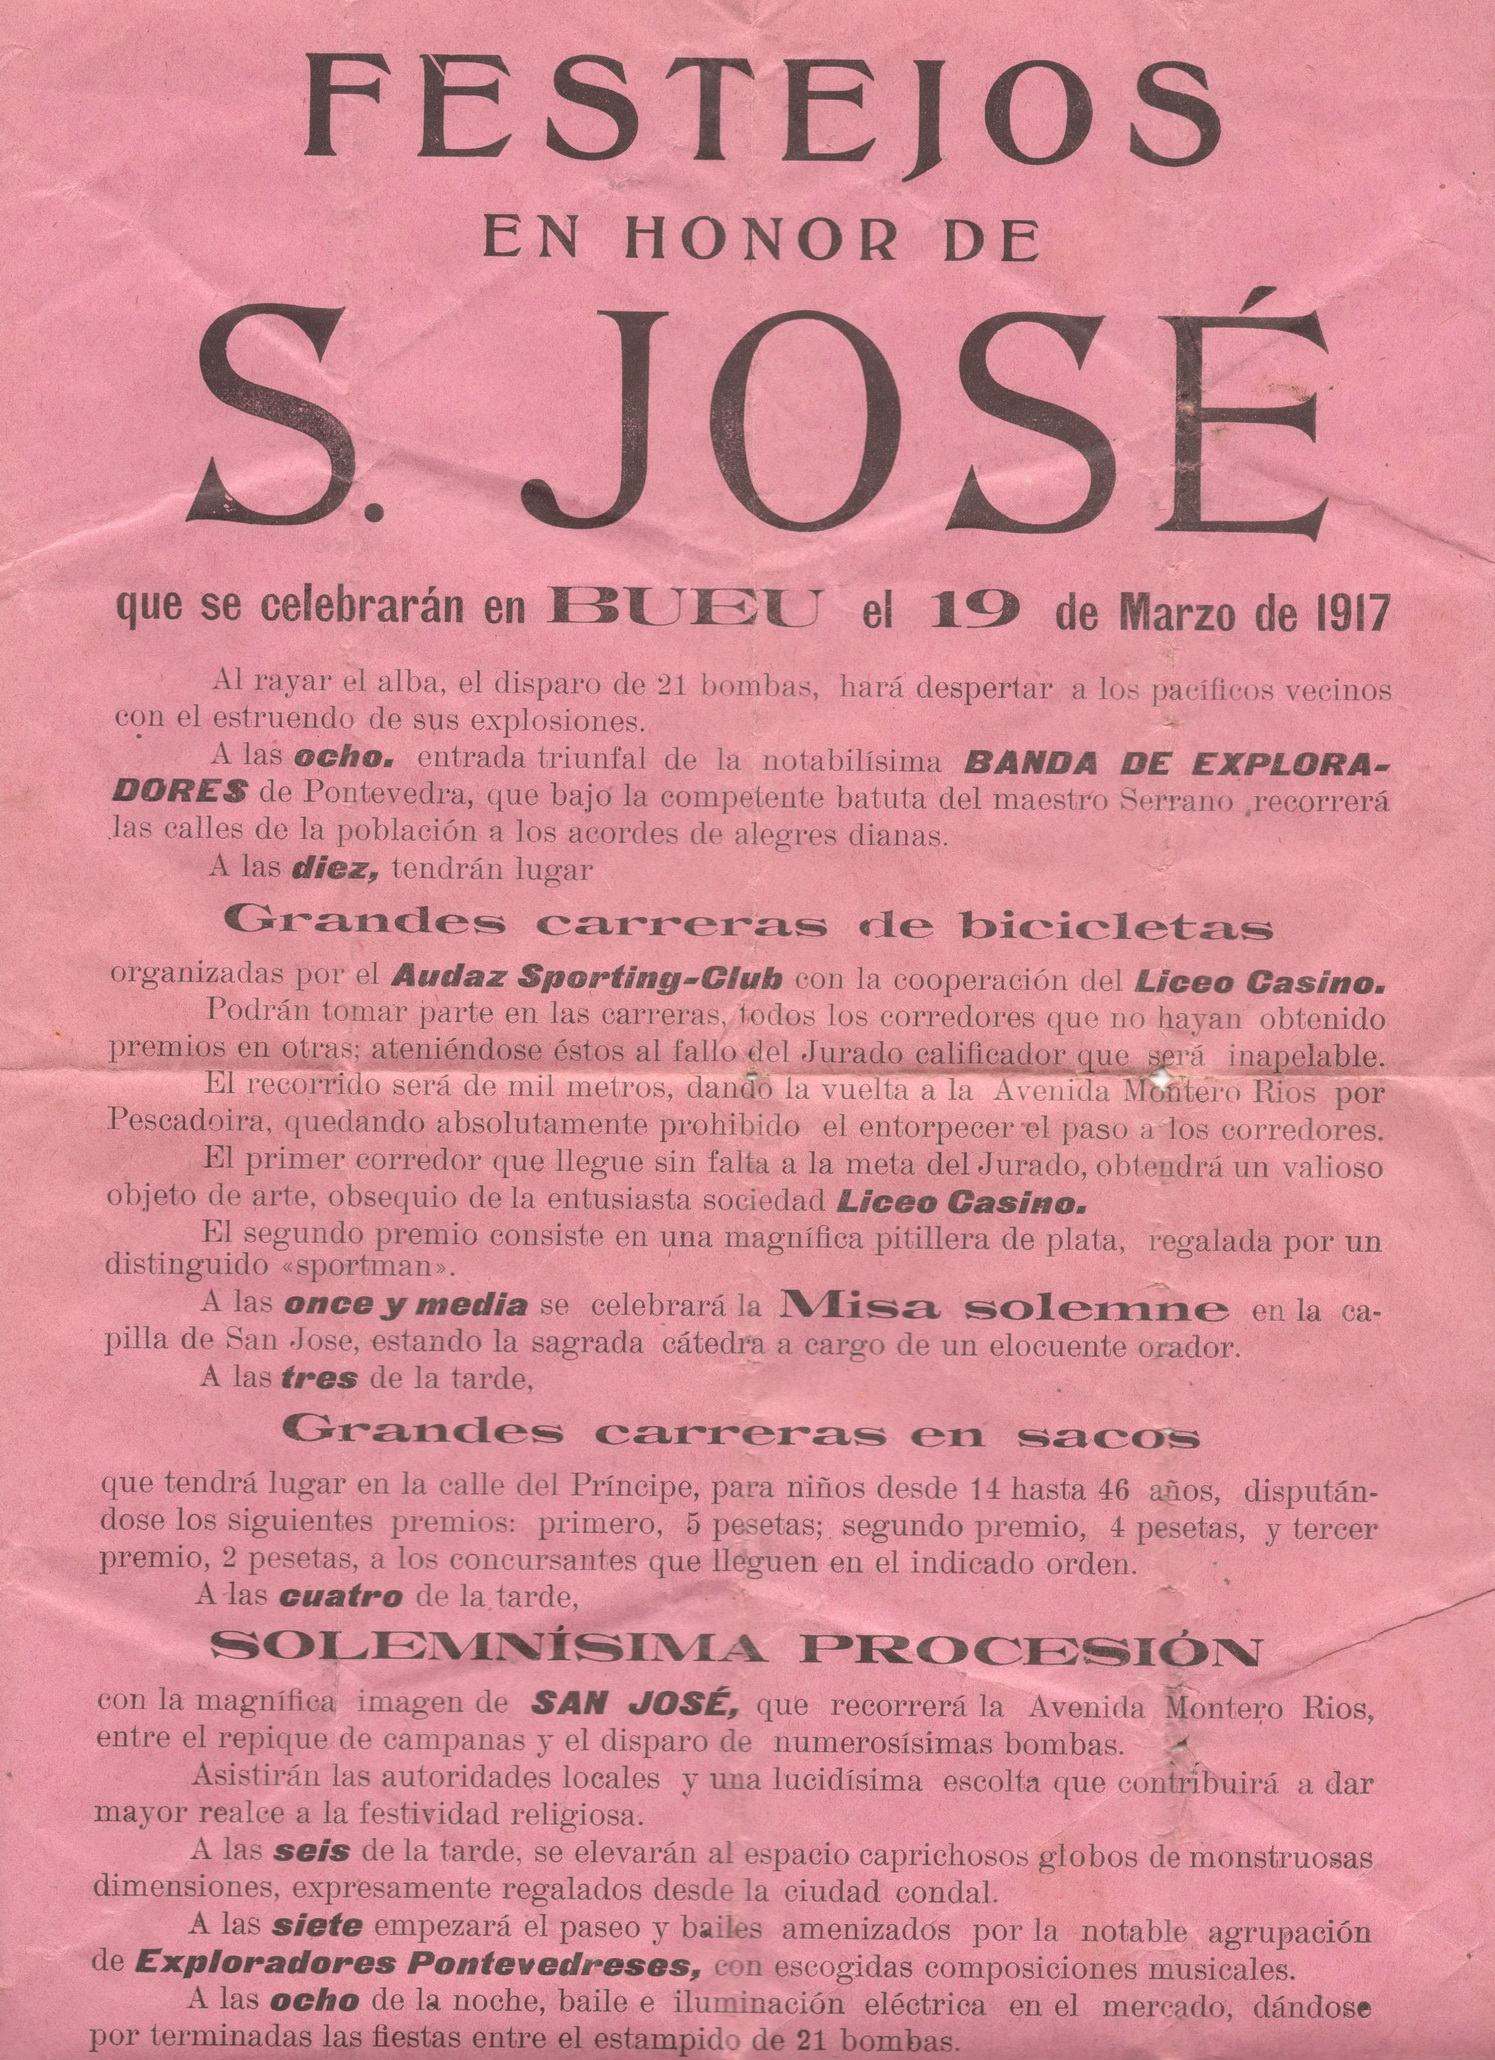 FESTEJOS
EN HONOR DE
S. JOSÉ
que se celebrarán en BUEU el 19 de Marzo de 1917
Al rayar el alba, el disparo de 21 bombas, hará despertar a los pacíficos vecinos
con el estruendo de sus explosiones.
A las ocho. entrada triunfal de la notabilísima BANDA DE EXPLORA-
DORES de Pontevedra, que bajo la competente batuta del maestro Serrano recorrerá
las calles de la población a los acordes de alegres dianas.
A las diez, tendrán lugar
Grandes carreras de bicicletas
organizadas por el Audaz Sporting-Club con la cooperación del Liceo Casino.
Podrán tomar parte en las carreras, todos los corredores que no hayan obtenido
premios en otras; ateniéndose éstos al fallo del Jurado calificador que será inapelable.
El recorrido será de mil metros, dando la vuelta a la Avenida Montero Rios por
Pescadoira, quedando absolutamente prohibido el entorpecer el paso a los corredores.
El primer corredor que llegue sin falta a la meta del Jurado, obtendrá un valioso
objeto de arte, obsequio de la entusiasta sociedad Liceo Casino.
El segundo premio consiste en una magnífica pitillera de plata, regalada por un
distinguido «sportman».
A las once y media se celebrará la Misa solemne en la ca-
pilla de San Jose, estando la sagrada cátedra a cargo de un elocuente orador.
A las tres de la tarde,
Grandes carreras en sacos
que tendrá lugar en la calle del Príncipe, para niños desde 14 hasta 46 años, dispután-
dose los siguientes premios: primero, 5 pesetas; segundo premio, 4 pesetas, y tercer
premio, 2 pesetas, a los concursantes que lleguen en el indicado orden.
A las cuatro de la tarde,
SOLEMNÍSIMA PROCESIÓN
con la magnífica imagen de SAN JOSÉ, que recorrerá la Avenida Montero Rios,
entre el repique de campanas y el disparo de numerosísimas bombas.
Asistirán las autoridades locales y una lucidísima escolta que contribuirá a dar
mayor realce a la festividad religiosa.
A las seis de la tarde, se elevarán al espacio caprichosos globos de monstruosas
dimensiones, expresamente regalados desde la ciudad condal.
A las siete empezará el paseo y bailes amenizados por la notable agrupación
de Exploradores Pontevedreses, con escogidas composiciones musicales.
A las ocho de la noche, baile e iluminación eléctrica en el mercado, dándose
por terminadas las fiestas entre el estampido de 21 bombas.